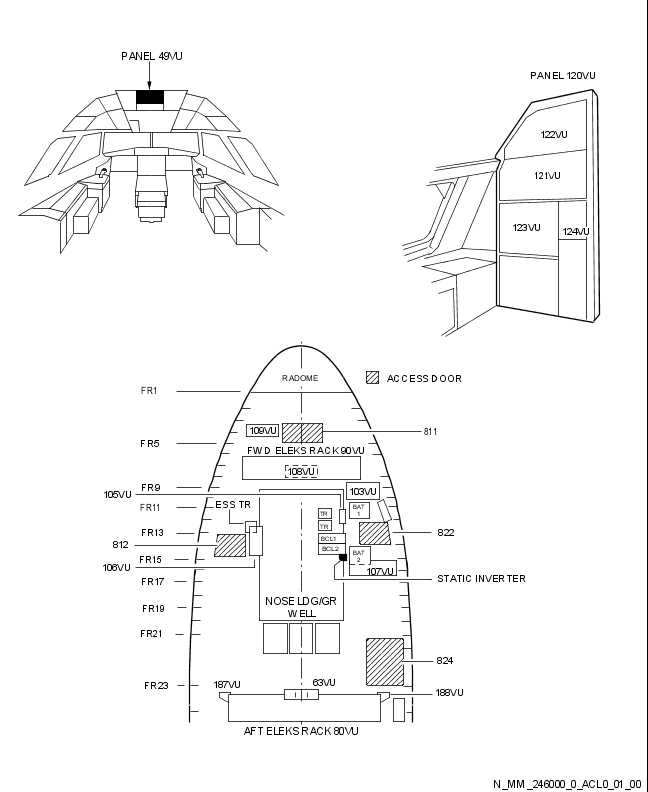 PANEL 49VU
PANEL 120VU
122VU
121VU
123VU
124VU
RADOME
ACCESS DOOR
FR1
109VU
811
FR5
FWD ELEKS RACK 90VU
108VU
FR9
103VU
105VU
ESS TR
FR11
TR
BAT
1
TR
FR13
822
812
BCL1
BCL2
BAT
2
FR15
106VU
107VU
STATIC INVERTER
FR17
NOSE LDG/GR
WELL
FR19
FR21
824
FR23
187VU
63VU
188VU
AFT ELEKS RACK 80VU
N_MM_246000_0_ACL0_01_00